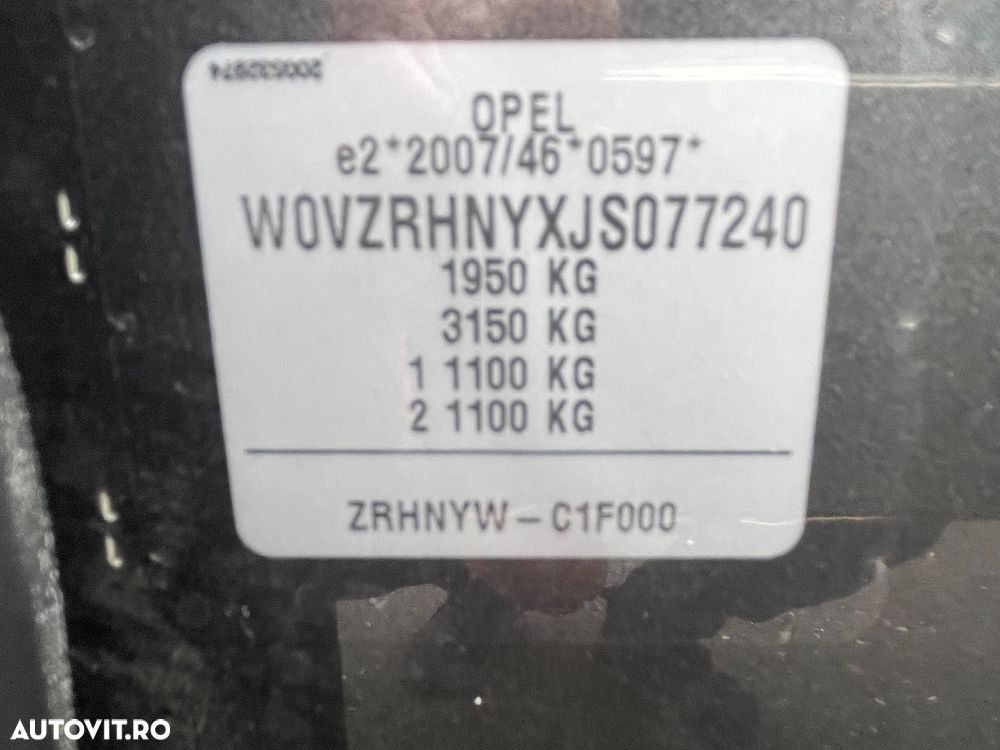 200532974
OPEL
e2*2007/46*0597*
W0VZRHNYXJS077240
1950 KG
3150 KG
1 1100 KG
2 1100 KG
ZRHNYW-C1F000
AUTOVIT.RO